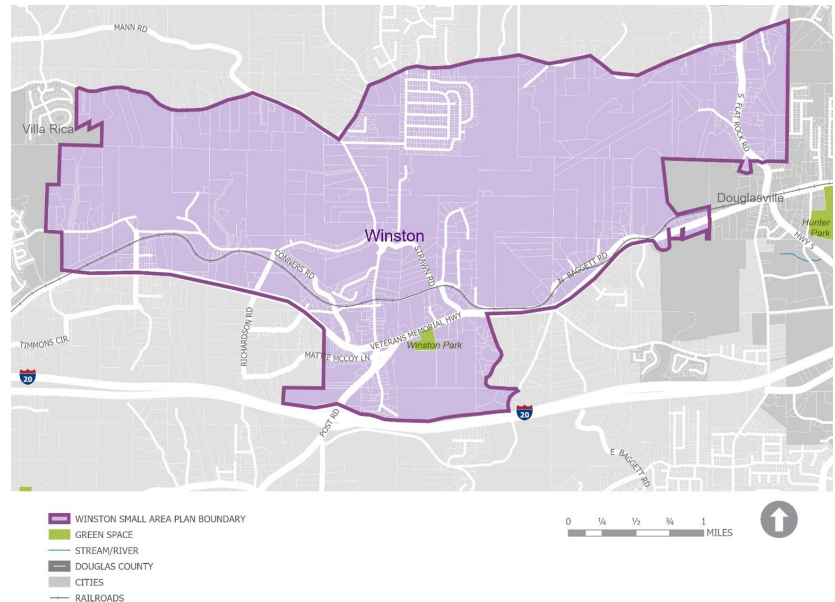 MANN RD
Villa Rica
S FLAT ROCK RD
Douglasville
Hunter
Park
HWY 5
Winston
CONNERS RD
STRAWN RD
N. BAGGETT RD
RICHARDSON RD
VETERANS MEMORIAL HWY
Winston Park
MATTIE MCCOY LN
TIMMONS CIR
20
20
POST RD
E. BAGGETT RD
WINSTON SMALL AREA PLAN BOUNDARY
GREEN SPACE
STREAM/RIVER
DOUGLAS COUNTY
CITIES
RAILROADS
0 ¼ ½ ¾ 1
MILES